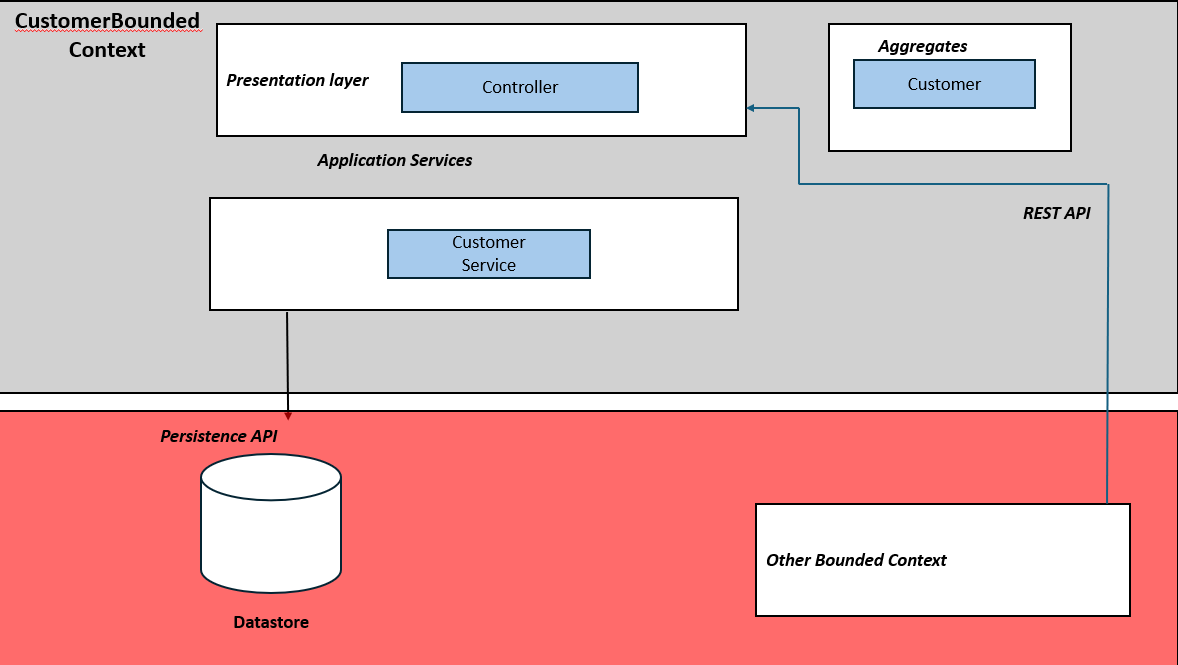 CustomerBounded
Context
Presentation layer
Controller
Aggregates
Customer
Application Services
REST API
Customer
Service
Persistence API
Other Bounded Context
Datastore